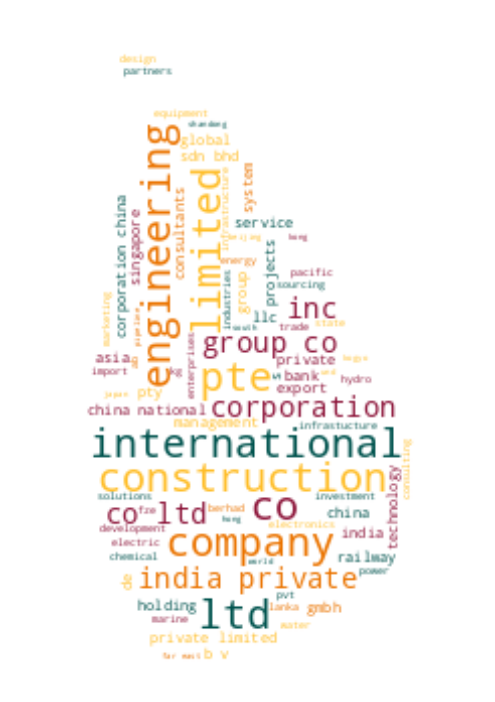 design
partners
equipment
shandong
global
sdn bhd
engineering
limited
consultants
infrastructure
system
corporation china
singapore
service
beijing
hong
projects
energy
pacific
sourcing
group
industries
llc
inc
marketing
pipeline
south
trade
state
group co
enterprises
asia
private
import
kg
pte
bank
hydro
export
japan
pty
china national
corporation
management
infrastucture
international
consulting
construction
technology
solutions
investment
co
ltd
fze
berhad
co
china
hong
development
electronics
india
electric
company
chemical
world
railway
power
de
india private
pvt
holding
ltd
lanka
gmbh
marine
water
private limited
far east
b v